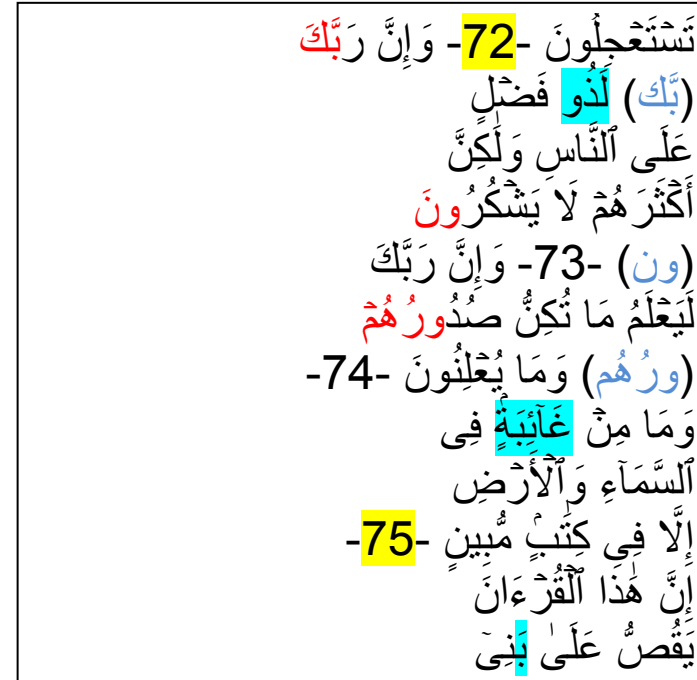 تَسۡتَعۡجِلُونَ -72- وَإِنَّ رَبَّكَ
(بَّك) لَذُو فَضۡلٍ
عَلَى ٱلنَّاسِ وَلَٰكِنَّ
أَكۡثَرَهُمۡ لَا يَشۡكُرُونَ
(ون) -73- وَإِنَّ رَبَّكَ
لَيَعۡلَمُ مَا تُكِنُّ صُدُورُهُمۡ
(ورُهُم) وَمَا يُعۡلِنُونَ -74-
وَمَا مِنۡ غَآئِبَةٖ فِى
ٱلسَّمَآءِ وَٱلۡأَرۡضِ
إِلَّا فِي كِتَٰبٖ مُّبِينٍ -75-
إِنَّ هَٰذَا ٱلۡقُرۡءَانَ
يَقُصُّ عَلَىٰ بَنِىٓ